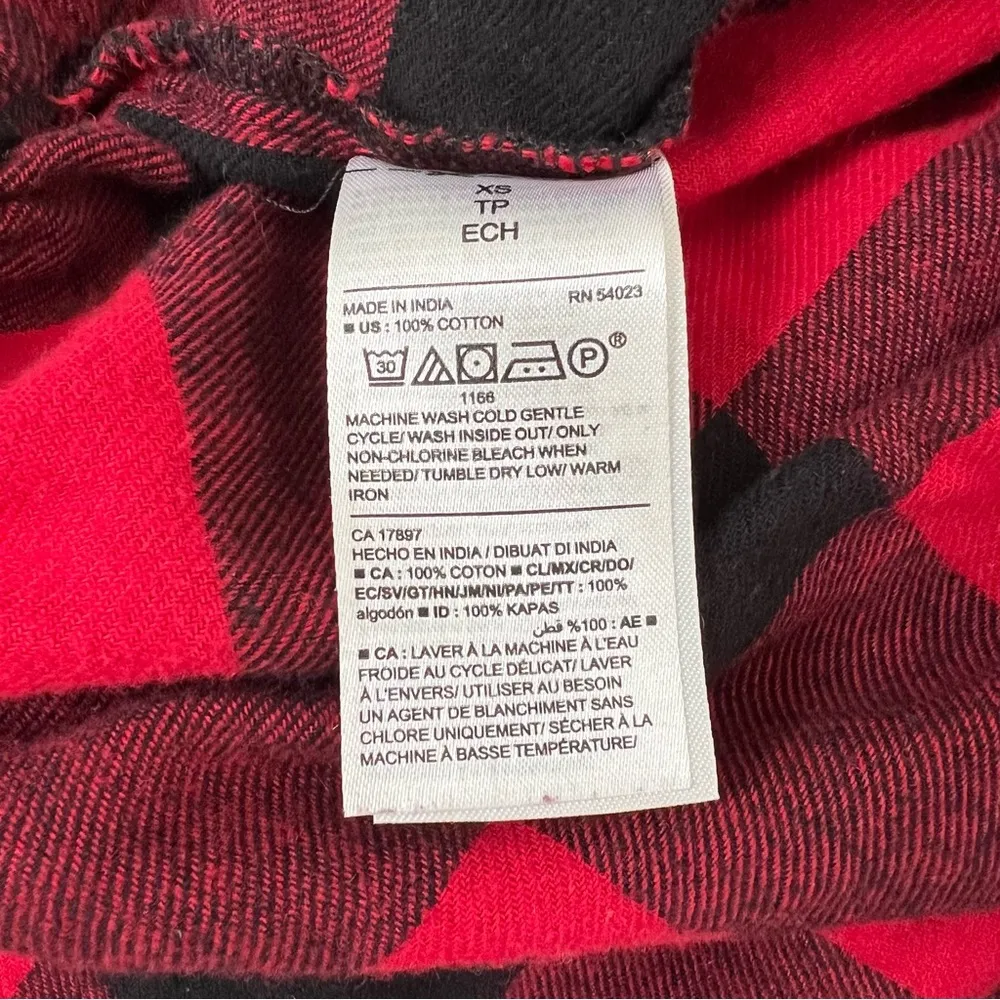 XS
TP
ECH
MADE IN INDIA RN 54023
■ US : 100% COTTON
30 P®
1166
MACHINE WASH COLD GENTLE
CYCLE/ WASH INSIDE OUT/ ONLY
NON-CHLORINE BLEACH WHEN
NEEDED/ TUMBLE DRY LOW/ WARM
IRON
CA 17897
HECHO EN INDIA / DIBUAT DI INDIA
■ CA : 100% COTON ■ CL/MX/CR/DO/
EC/SV/GT/HN/JM/NI/PA/PE/TT : 100%
algodón ■ ID : 100% KAPAS
■ AE : 100% قطن
■ CA : LAVER À LA MACHINE À L'EAU
FROIDE AU CYCLE DÉLICAT/ LAVER
À L'ENVERS/ UTILISER AU BESOIN
UN AGENT DE BLANCHIMENT SANS
CHLORE UNIQUEMENT/ SÉCHER À LA
MACHINE À BASSE TEMPÉRATURE/